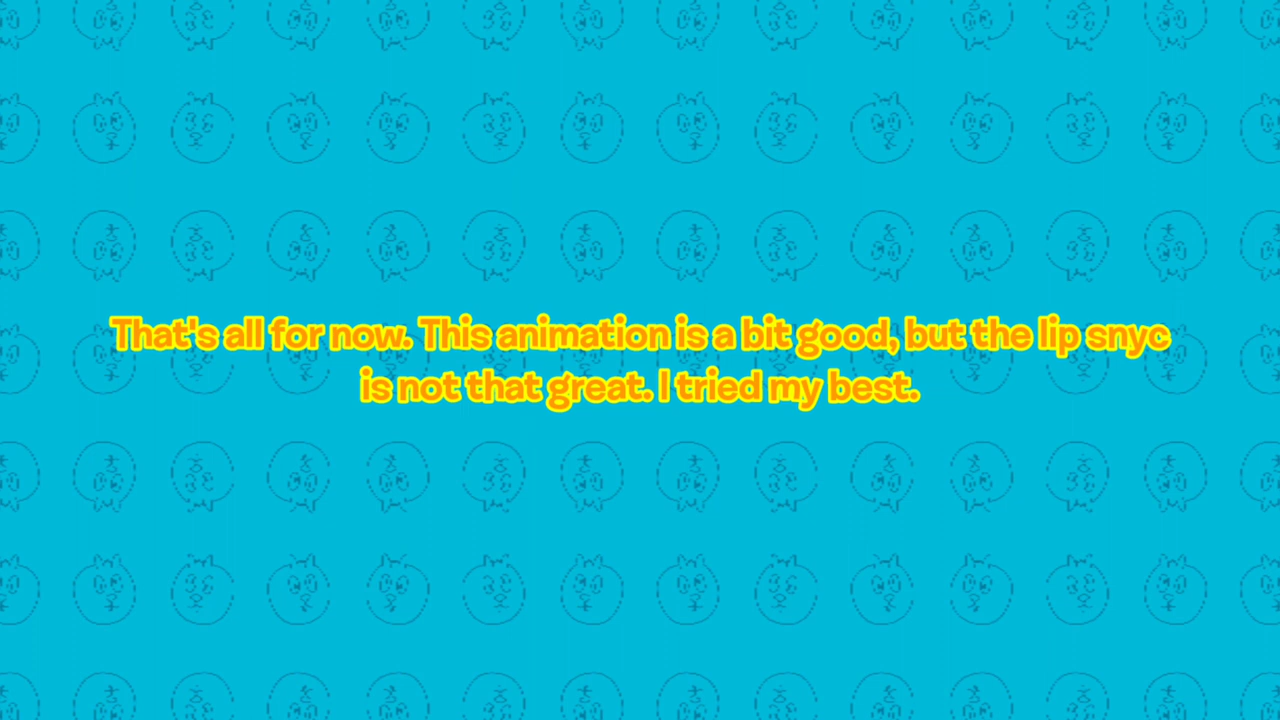 That's all for now. This animation is a bit good, but the lip snyc
is not that great. I tried my best.